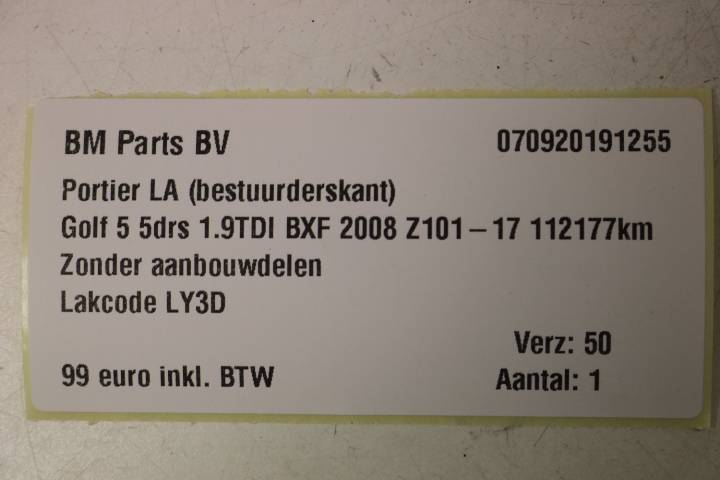 BM Parts BV 070920191255
Portier LA (bestuurderskant)
Golf 5 5drs 1.9TDI BXF 2008 Z101-17 112177km
Zonder aanbouwdelen
Lakcode LY3D
Verz: 50
99 euro inkl. BTW Aantal: 1